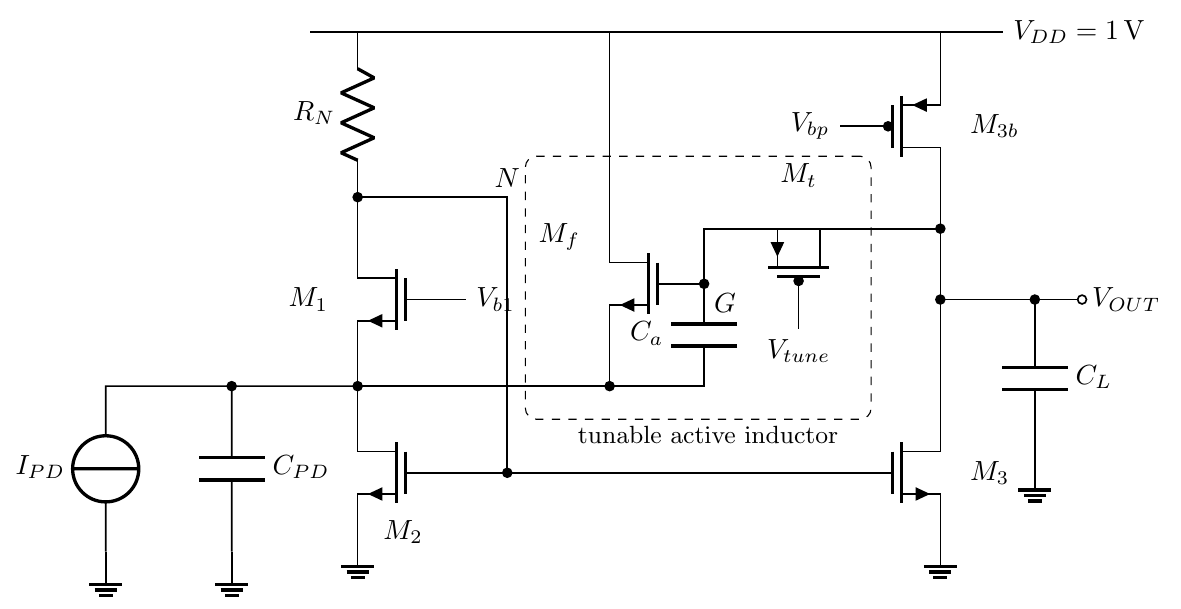 V_{DD} = 1 V
R_N
V_{bp}
M_{3b}
N
M_t
M_f
M_1
V_{b1}
G
V_{OUT}
C_a
V_{tune}
C_L
tunable active inductor
I_{PD}
C_{PD}
M_3
M_2